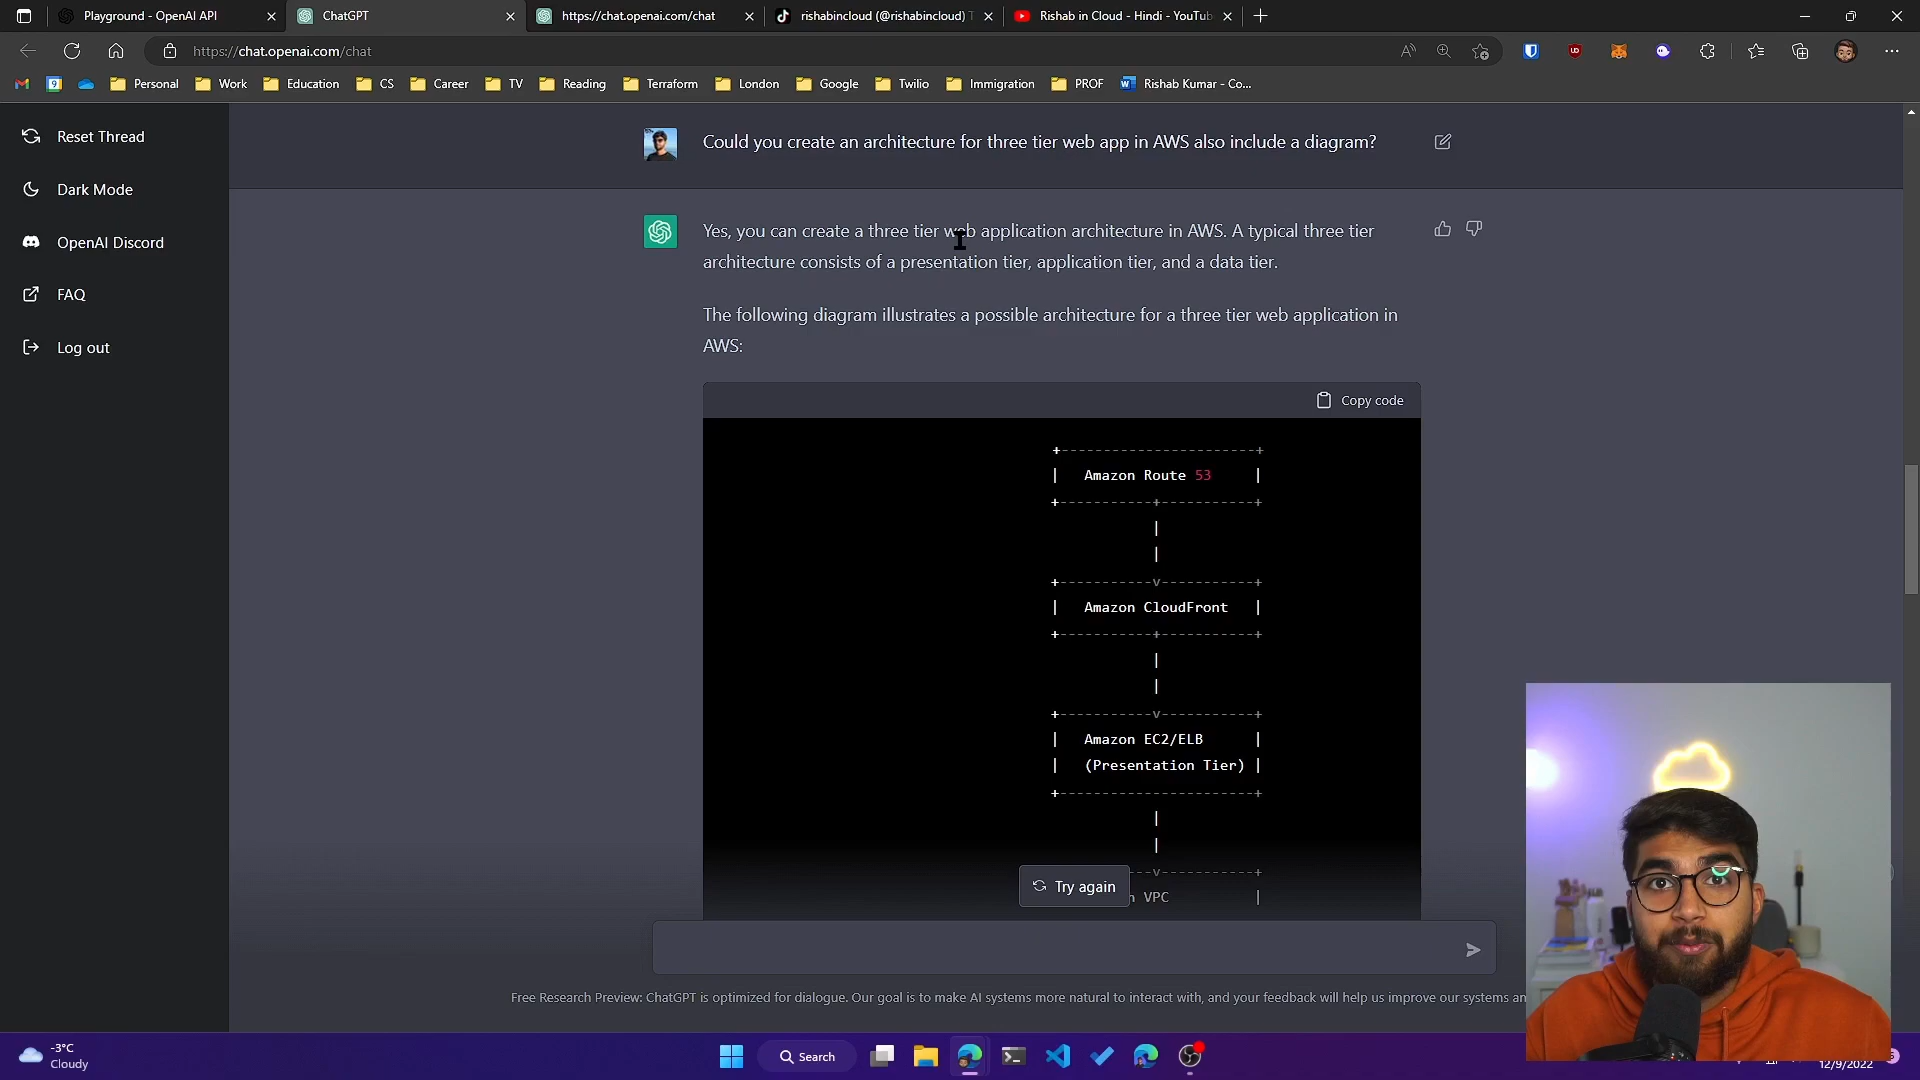 Playground - OpenAI API
ChatGPT
https://chat.openai.com/chat
rishabincloud (@rishabincloud) T
Rishab in Cloud - Hindi - YouTub
https://chat.openai.com/chat
Personal
Work
Education
CS
Career
TV
Reading
Terraform
London
Google
Twilio
Immigration
PROF
Rishab Kumar - Co...
Reset Thread
Dark Mode
OpenAI Discord
FAQ
Log out
Could you create an architecture for three tier web app in AWS also include a diagram?
Yes, you can create a three tier web application architecture in AWS. A typical three tier
architecture consists of a presentation tier, application tier, and a data tier.
The following diagram illustrates a possible architecture for a three tier web application in
AWS:
Copy code
+-----------------------+
|   Amazon Route 53     |
+-----------+-----------+
|
|
+-----------v-----------+
|   Amazon CloudFront   |
+-----------+-----------+
|
|
+-----------v-----------+
|   Amazon EC2/ELB      |
|   (Presentation Tier) |
+-----------------------+
|
|
-v-----------+
n VPC          |
Try again
Free Research Preview: ChatGPT is optimized for dialogue. Our goal is to make AI systems more natural to interact with, and your feedback will help us improve our systems an
-3°C
Cloudy
Search
12/9/2022